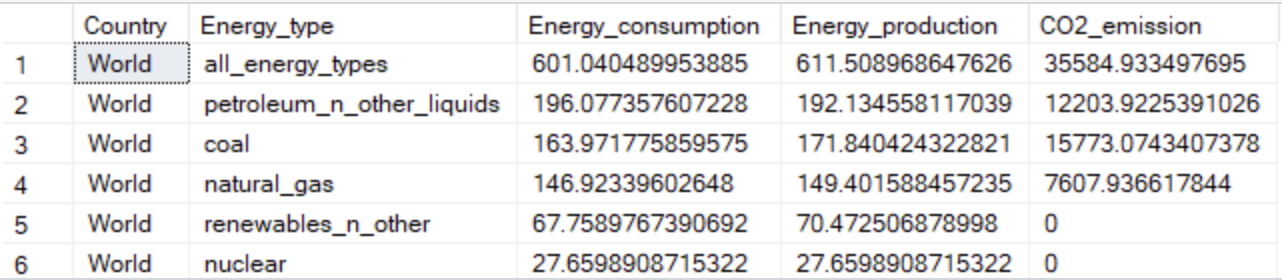 Country Energy_type Energy_consumption Energy_production CO2_emission
1 World all_energy_types 601.040489953885 611.508968647626 35584.933497695
2 World petroleum_n_other_liquids 196.077357607228 192.134558117039 12203.9225391026
3 World coal 163.971775859575 171.840424322821 15773.0743407378
4 World natural_gas 146.92339602648 149.401588457235 7607.936617844
5 World renewables_n_other 67.7589767390692 70.472506878998 0
6 World nuclear 27.6598908715322 27.6598908715322 0